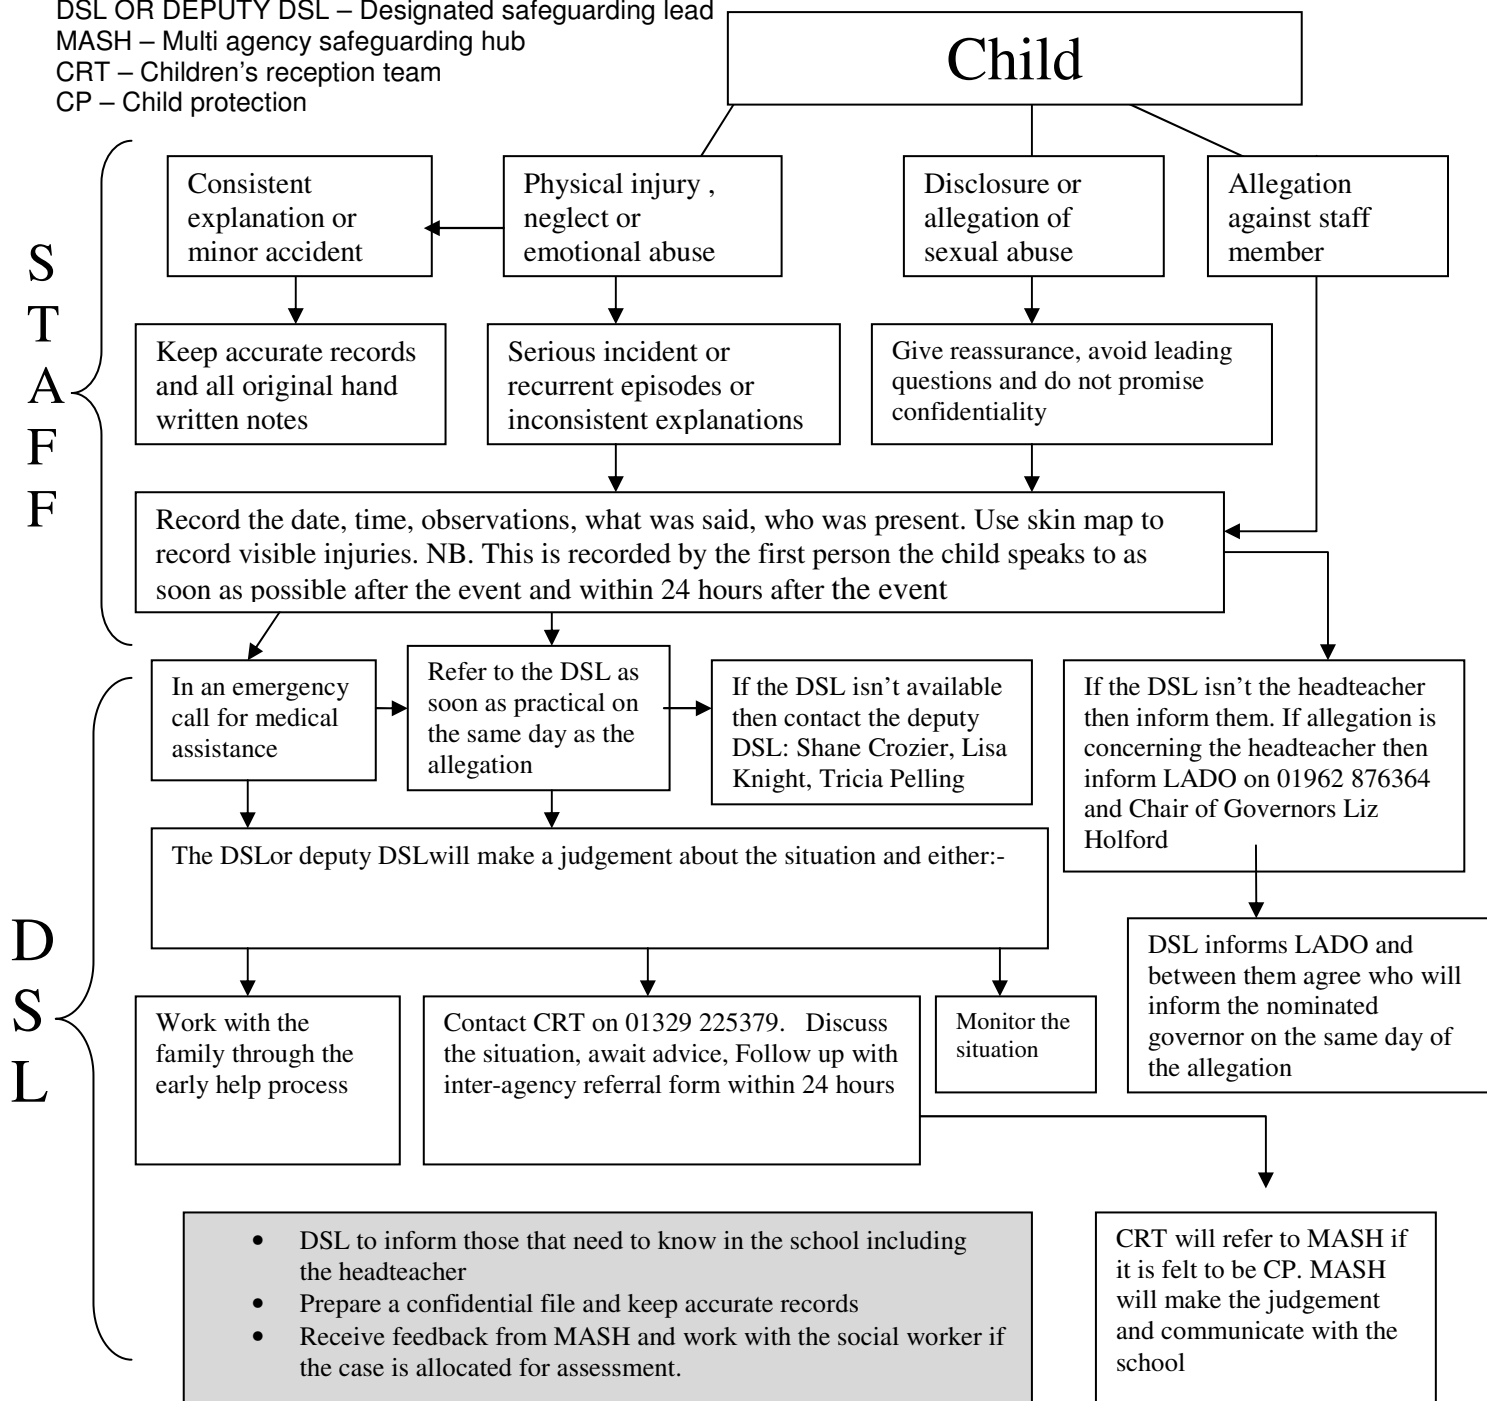 DSL OR DEPUTY DSL – Designated safeguarding lead
MASH – Multi agency safeguarding hub
CRT – Children's reception team
CP – Child protection
Child
STAFF
Consistent
explanation or
minor accident
Physical injury ,
neglect or
emotional abuse
Disclosure or
allegation of
sexual abuse
Allegation
against staff
member
Keep accurate records
and all original hand
written notes
Serious incident or
recurrent episodes or
inconsistent explanations
Give reassurance, avoid leading
questions and do not promise
confidentiality
Record the date, time, observations, what was said, who was present. Use skin map to
record visible injuries. NB. This is recorded by the first person the child speaks to as
soon as possible after the event and within 24 hours after the event
DSL
In an emergency
call for medical
assistance
Refer to the DSL as
soon as practical on
the same day as the
allegation
If the DSL isn't available
then contact the deputy
DSL: Shane Crozier, Lisa
Knight, Tricia Pelling
If the DSL isn't the headteacher
then inform them. If allegation is
concerning the headteacher then
inform LADO on 01962 876364
and Chair of Governors Liz
Holford
The DSLor deputy DSLwill make a judgement about the situation and either:-
DSL informs LADO and
between them agree who will
inform the nominated
governor on the same day of
the allegation
Work with the
family through the
early help process
Contact CRT on 01329 225379.   Discuss
the situation, await advice, Follow up with
inter-agency referral form within 24 hours
Monitor the
situation
• DSL to inform those that need to know in the school including
the headteacher
• Prepare a confidential file and keep accurate records
• Receive feedback from MASH and work with the social worker if
the case is allocated for assessment.
CRT will refer to MASH if
it is felt to be CP. MASH
will make the judgement
and communicate with the
school